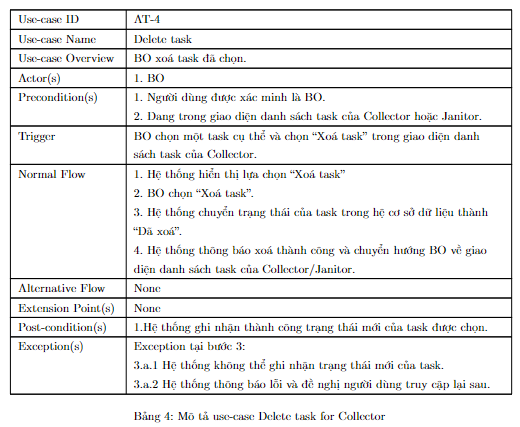 Use-case ID AT-4
Use-case Name Delete task
Use-case Overview BO xoá task đã chọn.
Actor(s) 1. BO
Precondition(s) 1. Người dùng được xác minh là BO.
2. Đang trong giao diện danh sách task của Collector hoặc Janitor.
Trigger BO chọn một task cụ thể và chọn “Xoá task” trong giao diện danh
sách task của Collector.
Normal Flow 1. Hệ thống hiển thị lựa chọn “Xoá task”
2. BO chọn “Xoá task”.
3. Hệ thống chuyển trạng thái của task trong hệ cơ sở dữ liệu thành
“Đã xoá”.
4. Hệ thống thông báo xoá thành công và chuyển hướng BO về giao
diện danh sách task của Collector/Janitor.
Alternative Flow None
Extension Point(s) None
Post-condition(s) 1.Hệ thống ghi nhận thành công trạng thái mới của task được chọn.
Exception(s) Exception tại bước 3:
3.a.1 Hệ thống không thể ghi nhận trạng thái mới của task.
3.a.2 Hệ thống thông báo lỗi và đề nghị người dùng truy cập lại sau.
Bảng 4: Mô tả use-case Delete task for Collector